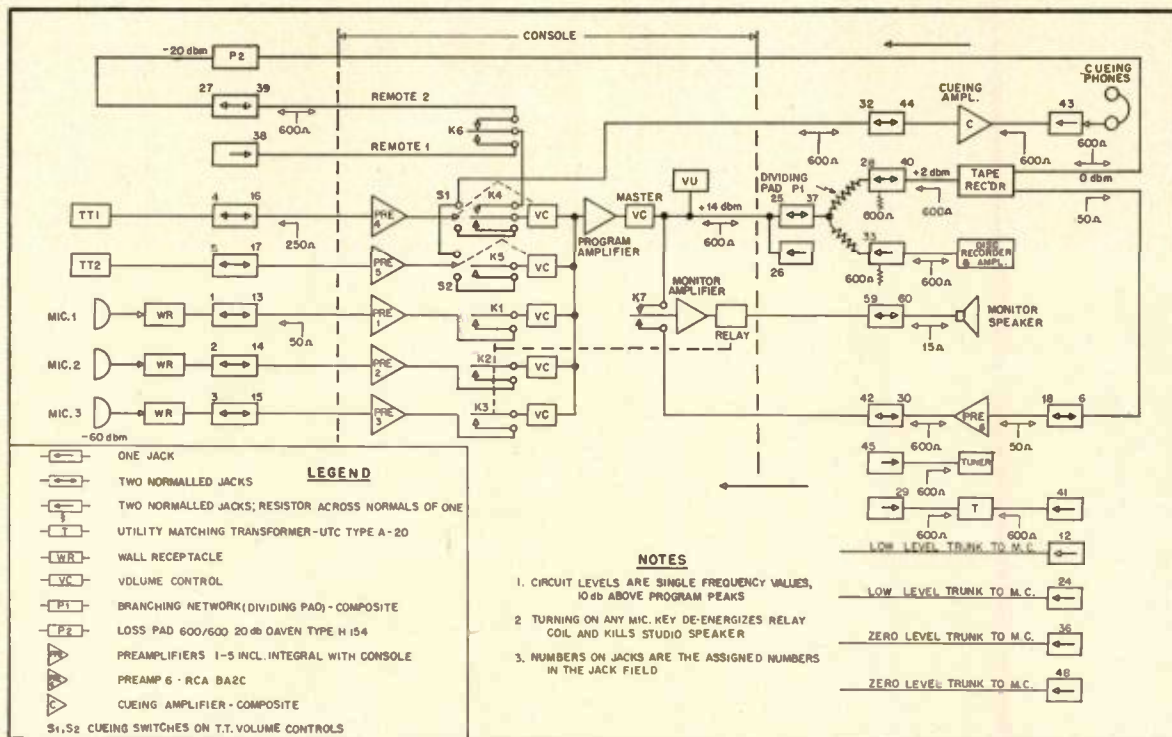 CONSOLE
-20 dbm
P2
27
39
REMOTE 2
600Ω
K6
38
REMOTE 1
S1
K4
TT1
4
16
250Ω
PRE 4
VC
TT2
5
17
PRE 5
K5
S2
VC
MIC. 1
WR
1
13
50Ω
PRE 1
K1
VC
MIC. 2
WR
2
14
PRE 2
K2
VC
MIC. 3
WR
3
15
-60 dbm
PRE 3
K3
VC
PROGRAM AMPLIFIER
MASTER
VC
VU
+14 dbm
600Ω
K7
MONITOR AMPLIFIER
RELAY
CUEING PHONES
CUEING AMPL.
32
44
C
43
600Ω
600Ω
600Ω
0 dbm
DIVIDING PAD P1
25
37
26
28
40
+2 dbm
600Ω
600Ω
TAPE REC'DR
50Ω
33
600Ω
600Ω
DISC RECORDER & AMPL.
59
60
15Ω
MONITOR SPEAKER
42
30
600Ω
PRE 6
50Ω
18
6
45
600Ω
TUNER
29
600Ω
T
600Ω
41
LOW LEVEL TRUNK TO M.C.
12
LOW LEVEL TRUNK TO M.C.
24
ZERO LEVEL TRUNK TO M.C.
36
ZERO LEVEL TRUNK TO M.C.
48
LEGEND
ONE JACK
TWO NORMALLED JACKS
TWO NORMALLED JACKS; RESISTOR ACROSS NORMALS OF ONE
T UTILITY MATCHING TRANSFORMER-UTC TYPE A-20
WR WALL RECEPTACLE
VC VOLUME CONTROL
P1 BRANCHING NETWORK (DIVIDING PAD)-COMPOSITE
P2 LOSS PAD 600/600 20 db DAVEN TYPE H 154
PRE PREAMPLIFIERS 1-5 INCL. INTEGRAL WITH CONSOLE
PREAMP 6 - RCA BA2C
C CUEING AMPLIFIER - COMPOSITE
S1,S2 CUEING SWITCHES ON T.T. VOLUME CONTROLS
NOTES
1. CIRCUIT LEVELS ARE SINGLE FREQUENCY VALUES,
10 db ABOVE PROGRAM PEAKS
2 TURNING ON ANY MIC. KEY DE-ENERGIZES RELAY
COIL AND KILLS STUDIO SPEAKER
3. NUMBERS ON JACKS ARE THE ASSIGNED NUMBERS
IN THE JACK FIELD